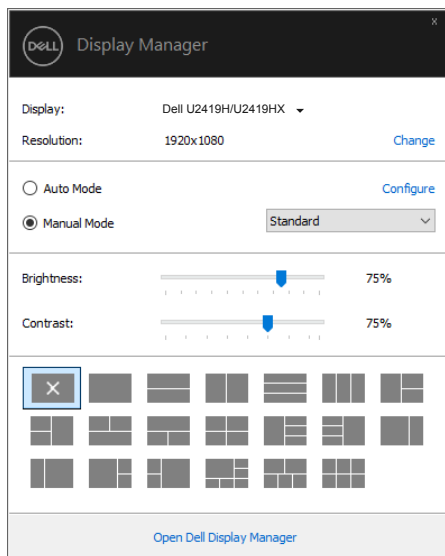 x
DELL Display Manager
Display: Dell U2419H/U2419HX
Resolution: 1920x1080 Change
Auto Mode Configure
Manual Mode Standard
Brightness: 75%
Contrast: 75%
Open Dell Display Manager